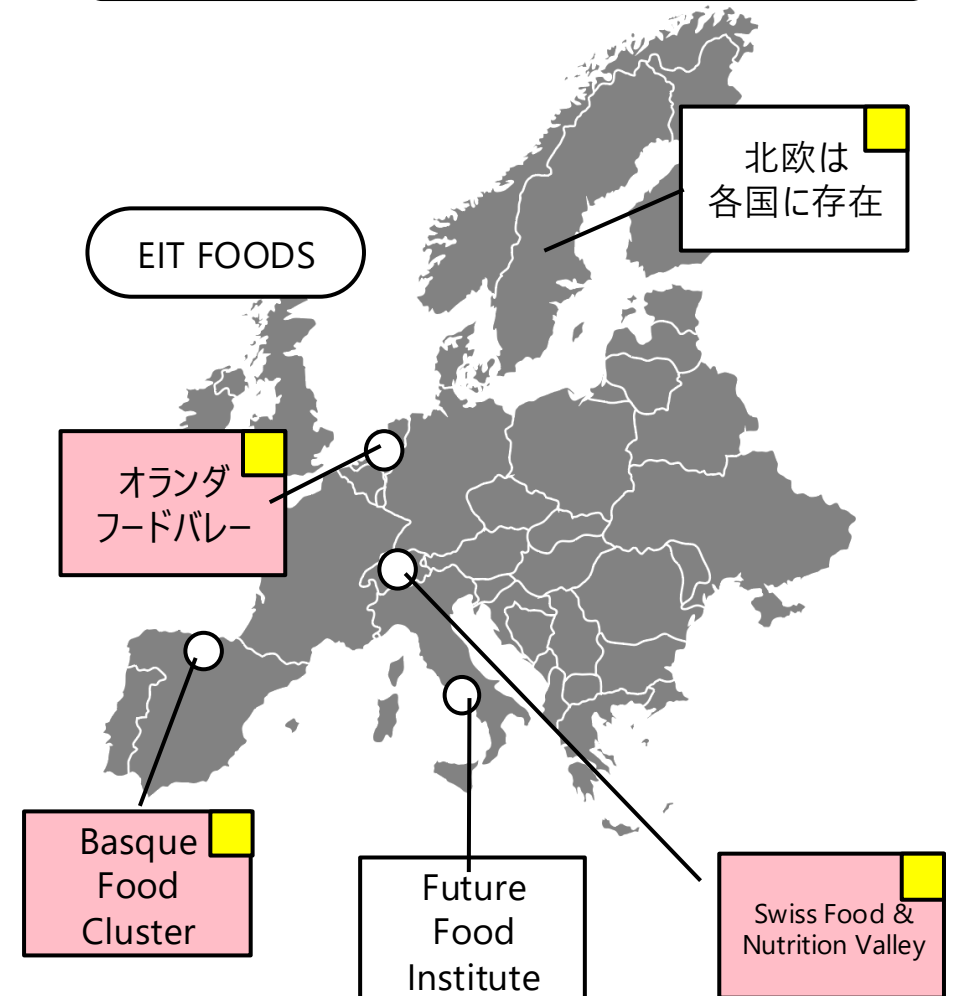 北欧は
各国に存在
EIT FOODS
オランダ
フードバレー
Basque
Food
Cluster
Future
Food
Institute
Swiss Food &
Nutrition Valley